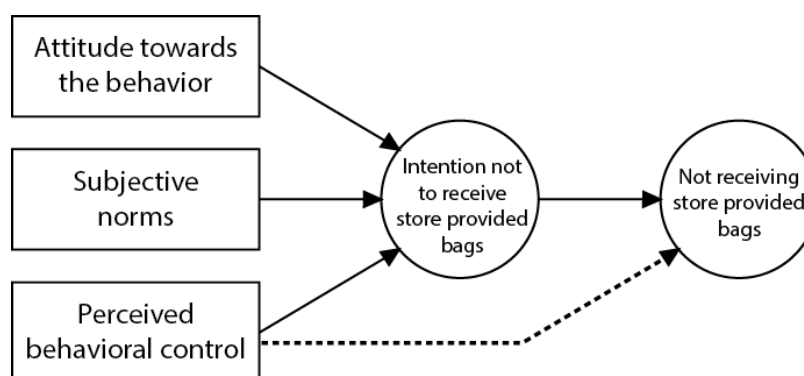 Attitude towards
the behavior
Subjective
norms
Perceived
behavioral control
Intention not
to receive
store provided
bags
Not receiving
store provided
bags